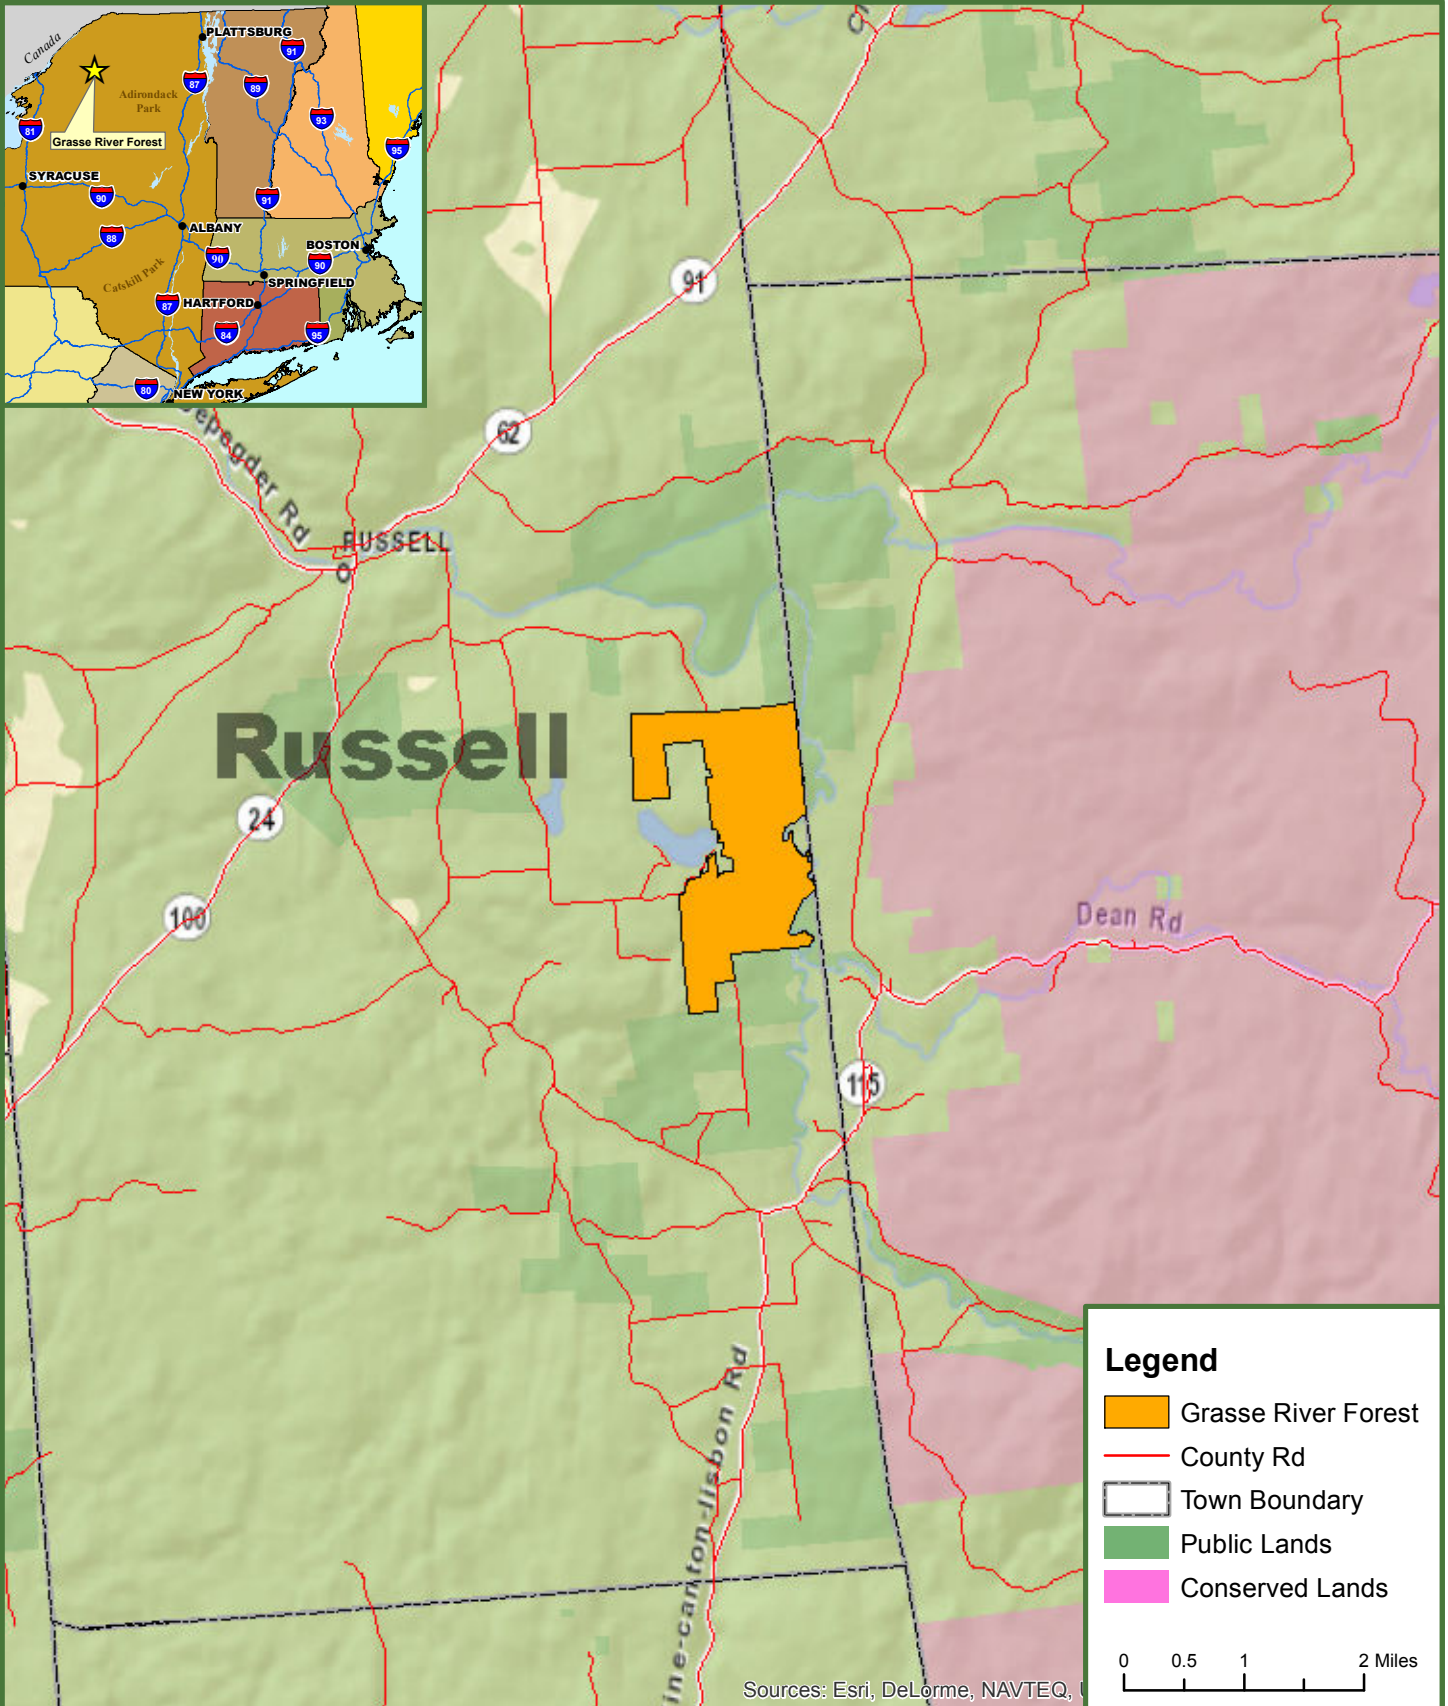 Canada
PLATTSBURG
91
87
89
Adirondack
Park
93
81
Grasse River Forest
95
SYRACUSE
90
91
ALBANY
88
BOSTON
90
90
Catskill Park
SPRINGFIELD
87
HARTFORD
84
95
80
NEW YORK
91
62
Rd
RUSSELL
Russell
24
100
Dean Rd
115
ine-canton-lisbon Rd
Legend
Grasse River Forest
County Rd
Town Boundary
Public Lands
Conserved Lands
0 0.5 1 2 Miles
Sources: Esri, DeLorme, NAVTEQ,